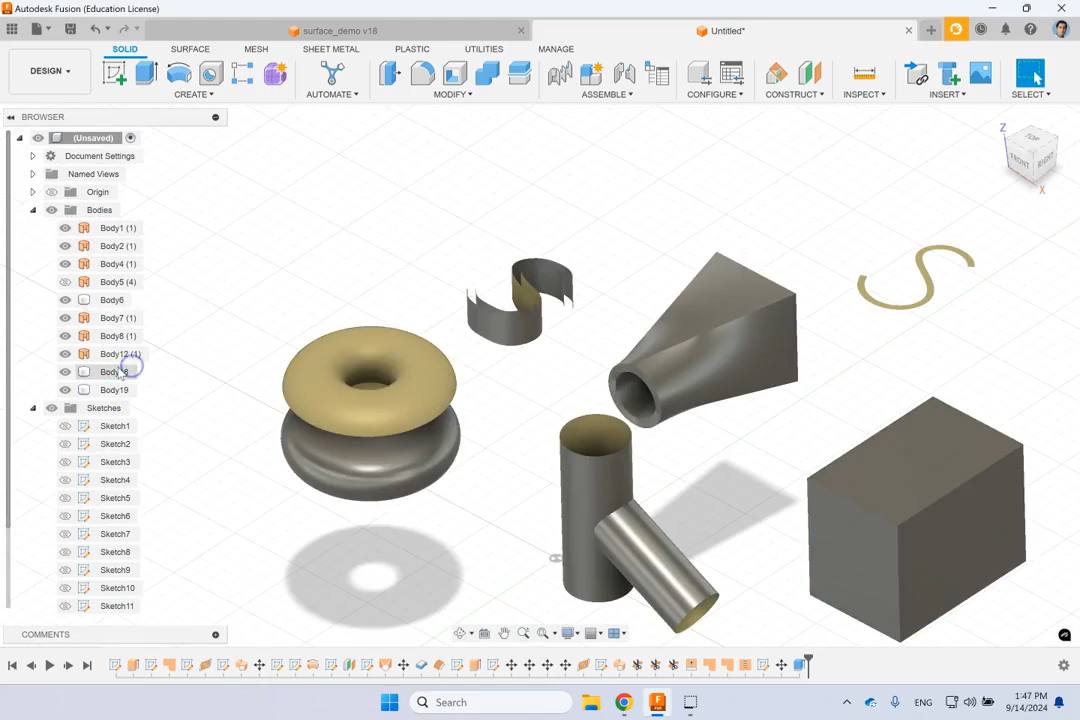 Autodesk Fusion (Education License)
surface_demo v18
Untitled*
DESIGN
SOLID SURFACE MESH SHEET METAL PLASTIC UTILITIES MANAGE
CREATE AUTOMATE MODIFY ASSEMBLE CONFIGURE CONSTRUCT INSPECT INSERT SELECT
BROWSER
(Unsaved)
Document Settings
Named Views
Origin
Bodies
Body1 (1)
Body2 (1)
Body4 (1)
Body5 (4)
Body6
Body7 (1)
Body8 (1)
Body12 (1)
Body19
Sketches
Sketch1
Sketch2
Sketch3
Sketch4
Sketch5
Sketch6
Sketch7
Sketch8
Sketch9
Sketch10
Sketch11
Z
TOP
FRONT
RIGHT
X
COMMENTS
Search
ENG
1:47 PM
9/14/2024